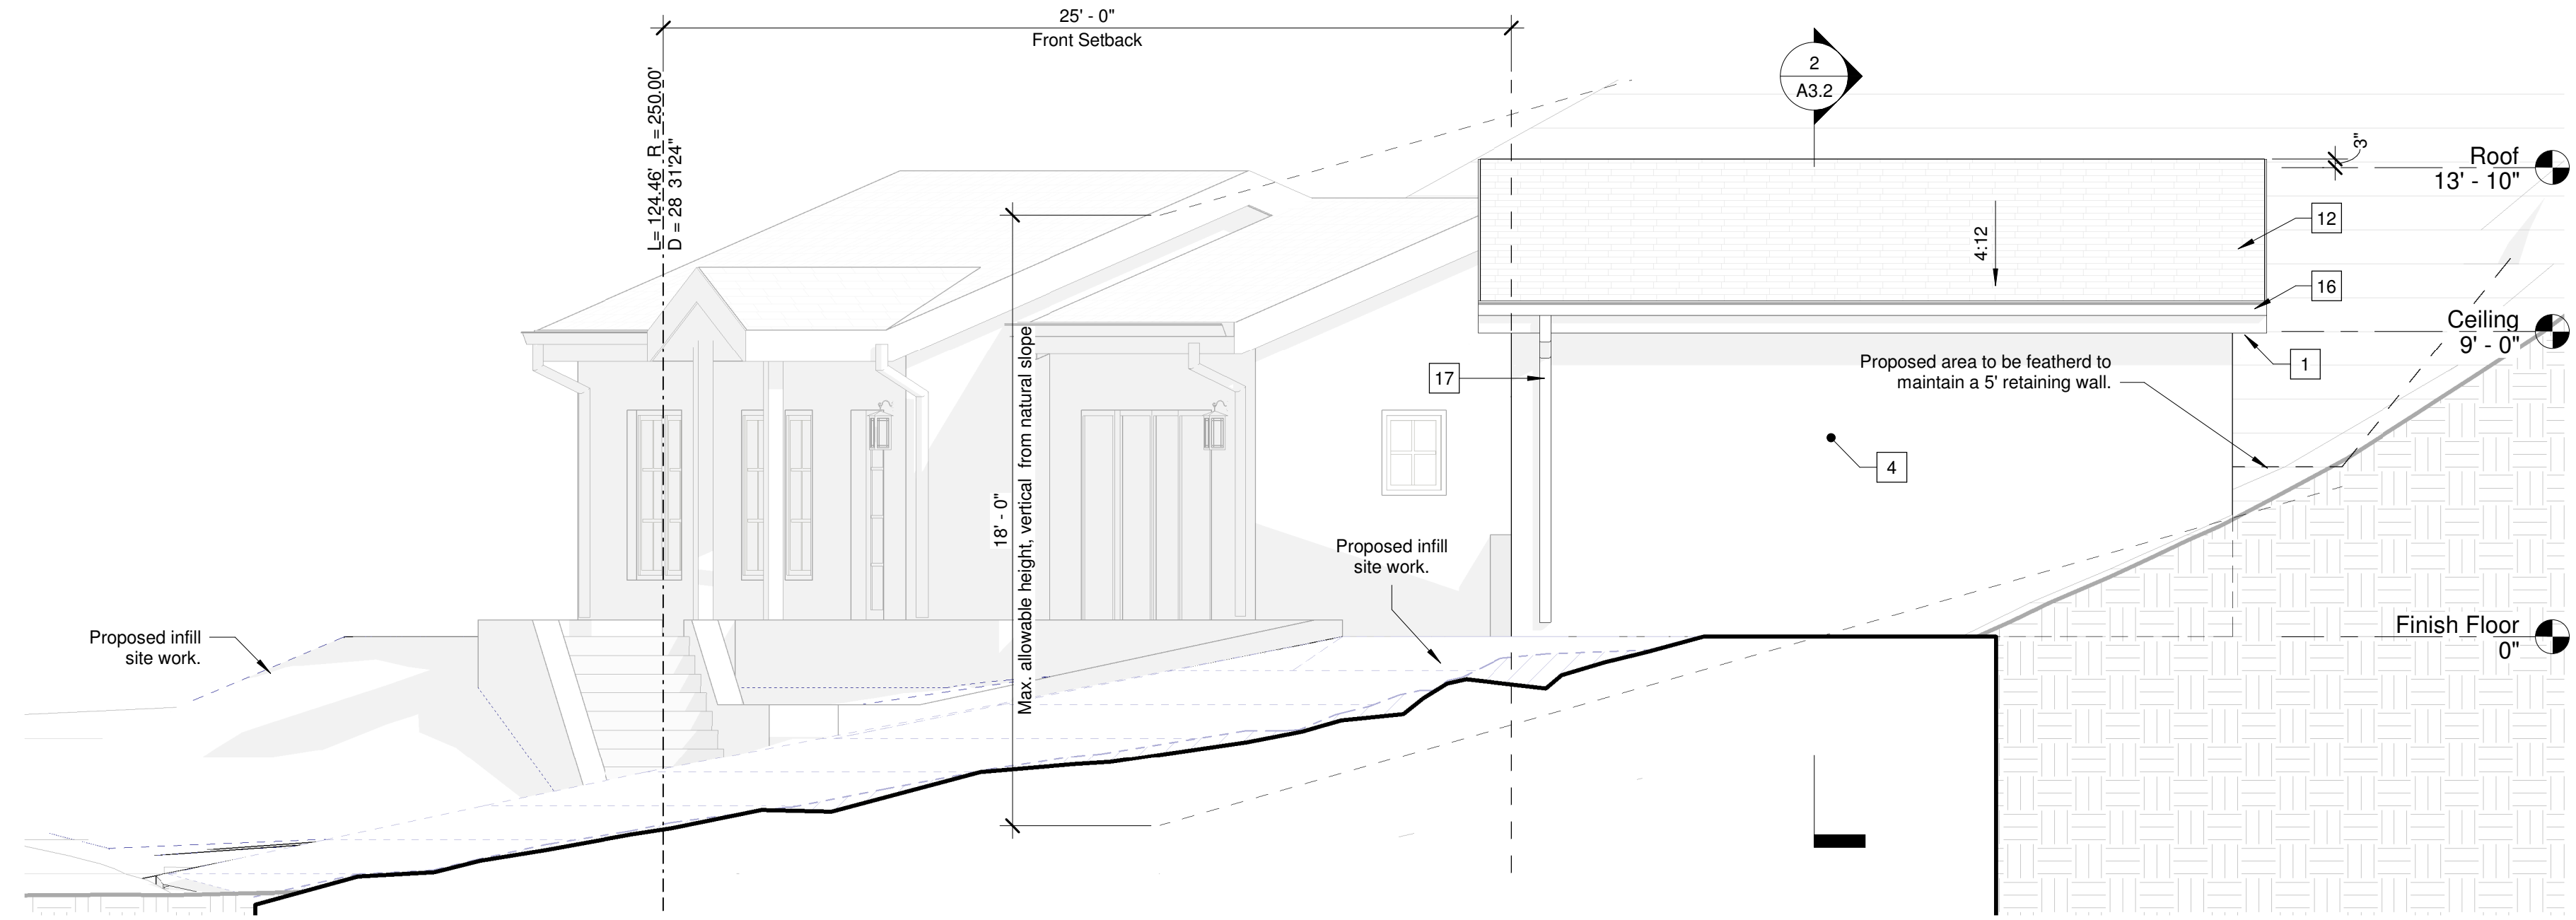 25' - 0"
Front Setback
L= 124.46' R = 250.00'
D = 28 31'24"
2
A3.2
3"
Roof
13' - 10"
12
4:12
16
Ceiling
9' - 0"
1
Proposed area to be featherd to
maintain a 5' retaining wall.
17
4
18' - 0"
Max. allowable height, vertical from natural slope
Proposed infill
site work.
Proposed infill
site work.
Finish Floor
0"